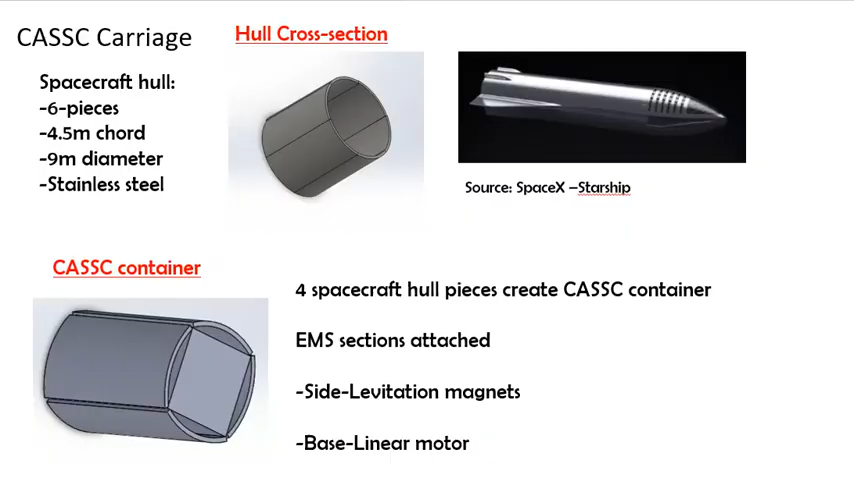 CASSC Carriage
Hull Cross-section
Spacecraft hull:
-6-pieces
-4.5m chord
-9m diameter
-Stainless steel
Source: SpaceX –Starship
CASSC container
4 spacecraft hull pieces create CASSC container
EMS sections attached
-Side-Levitation magnets
-Base-Linear motor